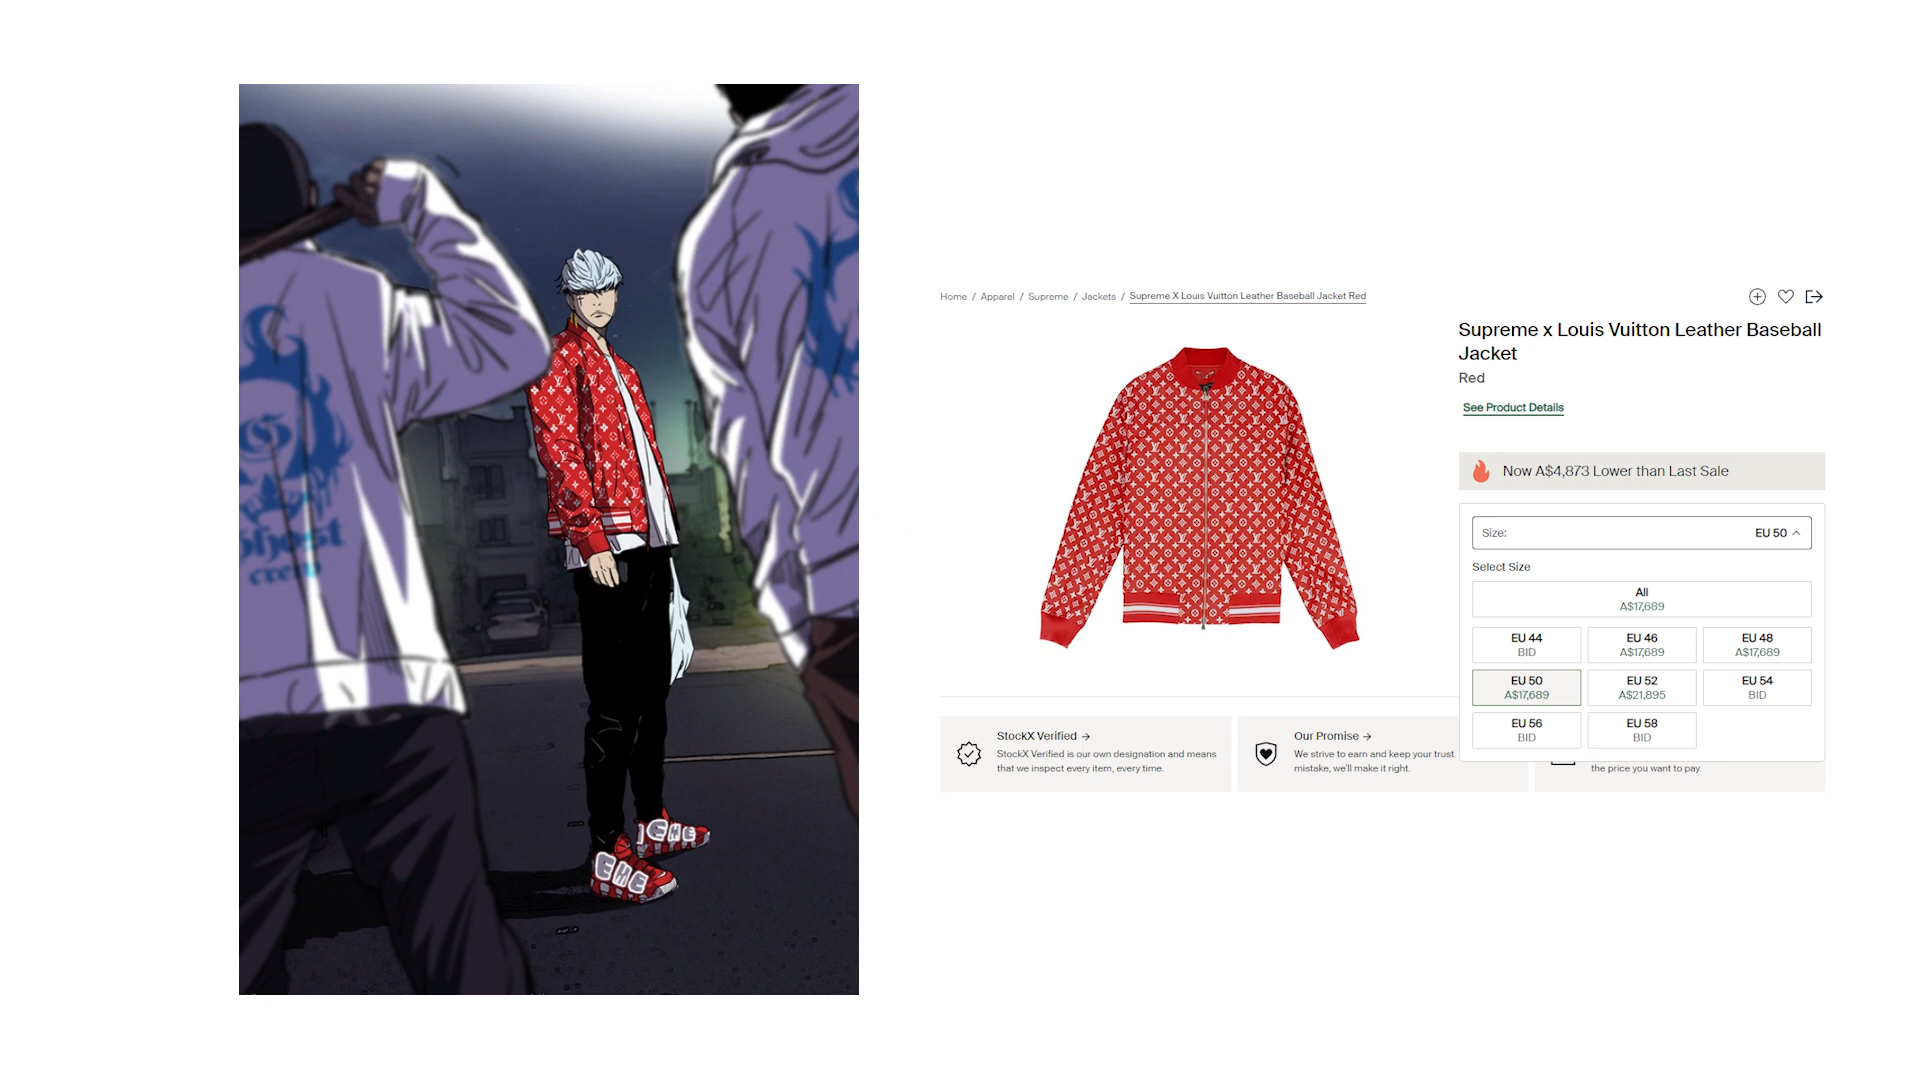 Ghost
crew
EHE
EHE
Home / Apparel / Supreme / Jackets / Supreme X Louis Vuitton Leather Baseball Jacket Red
Supreme x Louis Vuitton Leather Baseball
Jacket
Red
See Product Details
Now A$4,873 Lower than Last Sale
Size: EU 50
Select Size
All
A$17,689
EU 44
BID
EU 46
A$17,689
EU 48
A$17,689
EU 50
A$17,689
EU 52
A$21,895
EU 54
BID
EU 56
BID
EU 58
BID
StockX Verified →
StockX Verified is our own designation and means
that we inspect every item, every time.
Our Promise →
We strive to earn and keep your trust.
mistake, we'll make it right.
the price you want to pay.